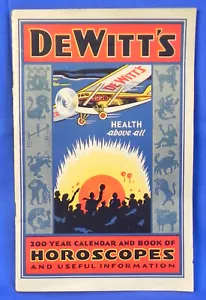 DEWITT'S
DEWITT'S
HEALTH
above all
200 YEAR CALENDAR AND BOOK OF
HOROSCOPES
AND USEFUL INFORMATION